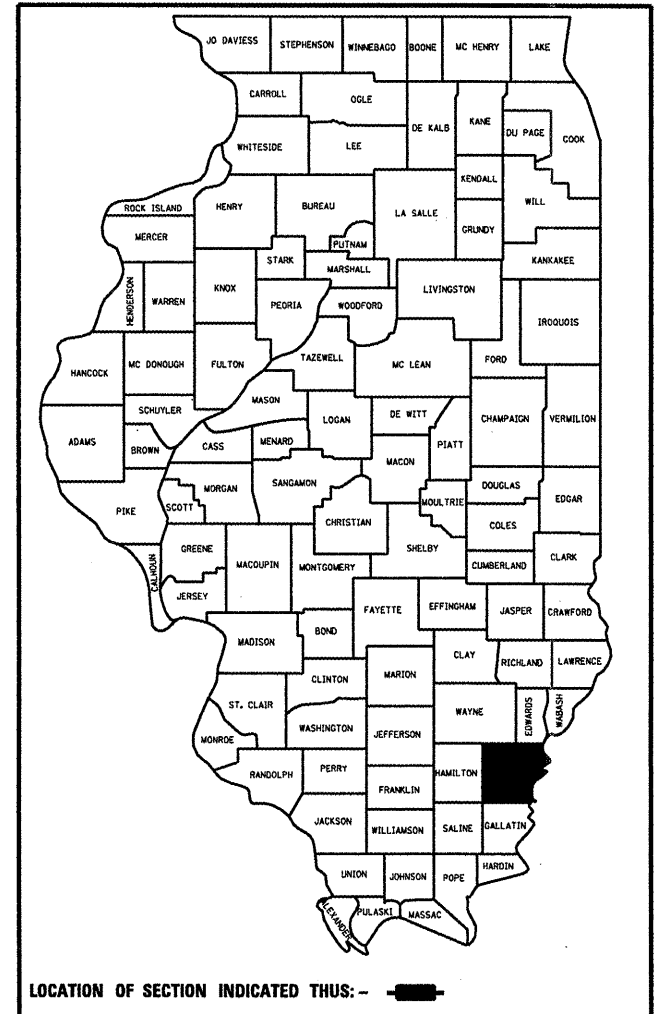 JO DAVIESS STEPHENSON WINNEBAGO BOONE MC HENRY LAKE
CARROLL OGLE DE KALB KANE DU PAGE COOK
WHITESIDE LEE
KENDALL
ROCK ISLAND HENRY BUREAU LA SALLE WILL
MERCER PUTNAM GRUNDY
STARK MARSHALL KANKAKEE
HENDERSON WARREN KNOX PEORIA WOODFORD LIVINGSTON IROQUOIS
HANCOCK MC DONOUGH FULTON TAZEWELL MC LEAN FORD
MASON
SCHUYLER LOGAN DE WITT CHAMPAIGN VERMILION
ADAMS BROWN CASS MENARD PIATT
MACON
MORGAN SANGAMON DOUGLAS EDGAR
PIKE SCOTT CHRISTIAN MOULTRIE
COLES
GREENE MACOUPIN MONTGOMERY SHELBY CUMBERLAND CLARK
CALHOUN JERSEY
FAYETTE EFFINGHAM JASPER CRAWFORD
MADISON BOND
CLAY RICHLAND LAWRENCE
CLINTON MARION
ST. CLAIR WAYNE EDWARDS WABASH
WASHINGTON JEFFERSON
MONROE
RANDOLPH PERRY HAMILTON
FRANKLIN
JACKSON WILLIAMSON SALINE GALLATIN
UNION JOHNSON POPE HARDIN
ALEXANDER PULASKI MASSAC
LOCATION OF SECTION INDICATED THUS: –